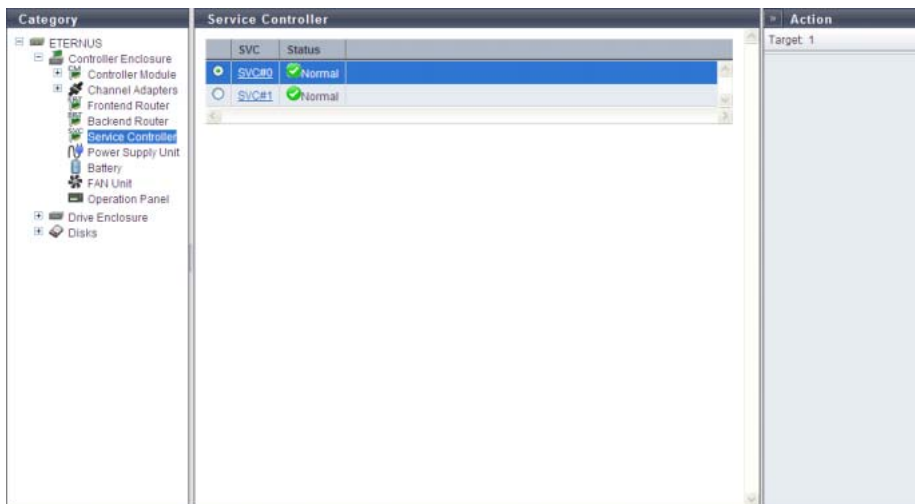 Category
ETERNUS
Controller Enclosure
Controller Module
Channel Adapters
Frontend Router
Backend Router
Service Controller
Power Supply Unit
Battery
FAN Unit
Operation Panel
Drive Enclosure
Disks
Service Controller
SVC Status
SVC#0 Normal
SVC#1 Normal
» Action
Target: 1